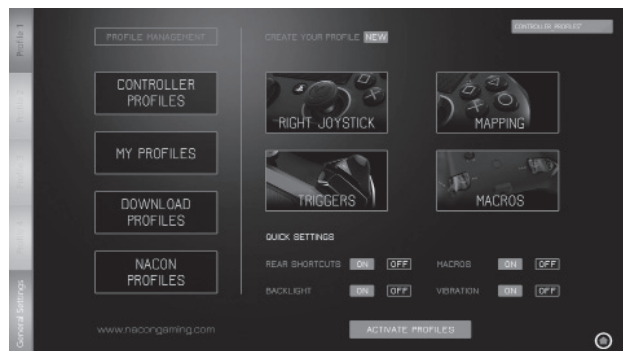 Profile 1
General Settings
PROFILE MANAGEMENT
CONTROLLER
PROFILES
MY PROFILES
DOWNLOAD
PROFILES
NACON
PROFILES
www.nacongaming.com
CREATE YOUR PROFILE NEW
RIGHT JOYSTICK
MAPPING
TRIGGERS
MACROS
QUICK SETTINGS
REAR SHORTCUTS ON OFF
MACROS ON OFF
BACKLIGHT ON OFF
VIBRATION ON OFF
ACTIVATE PROFILES